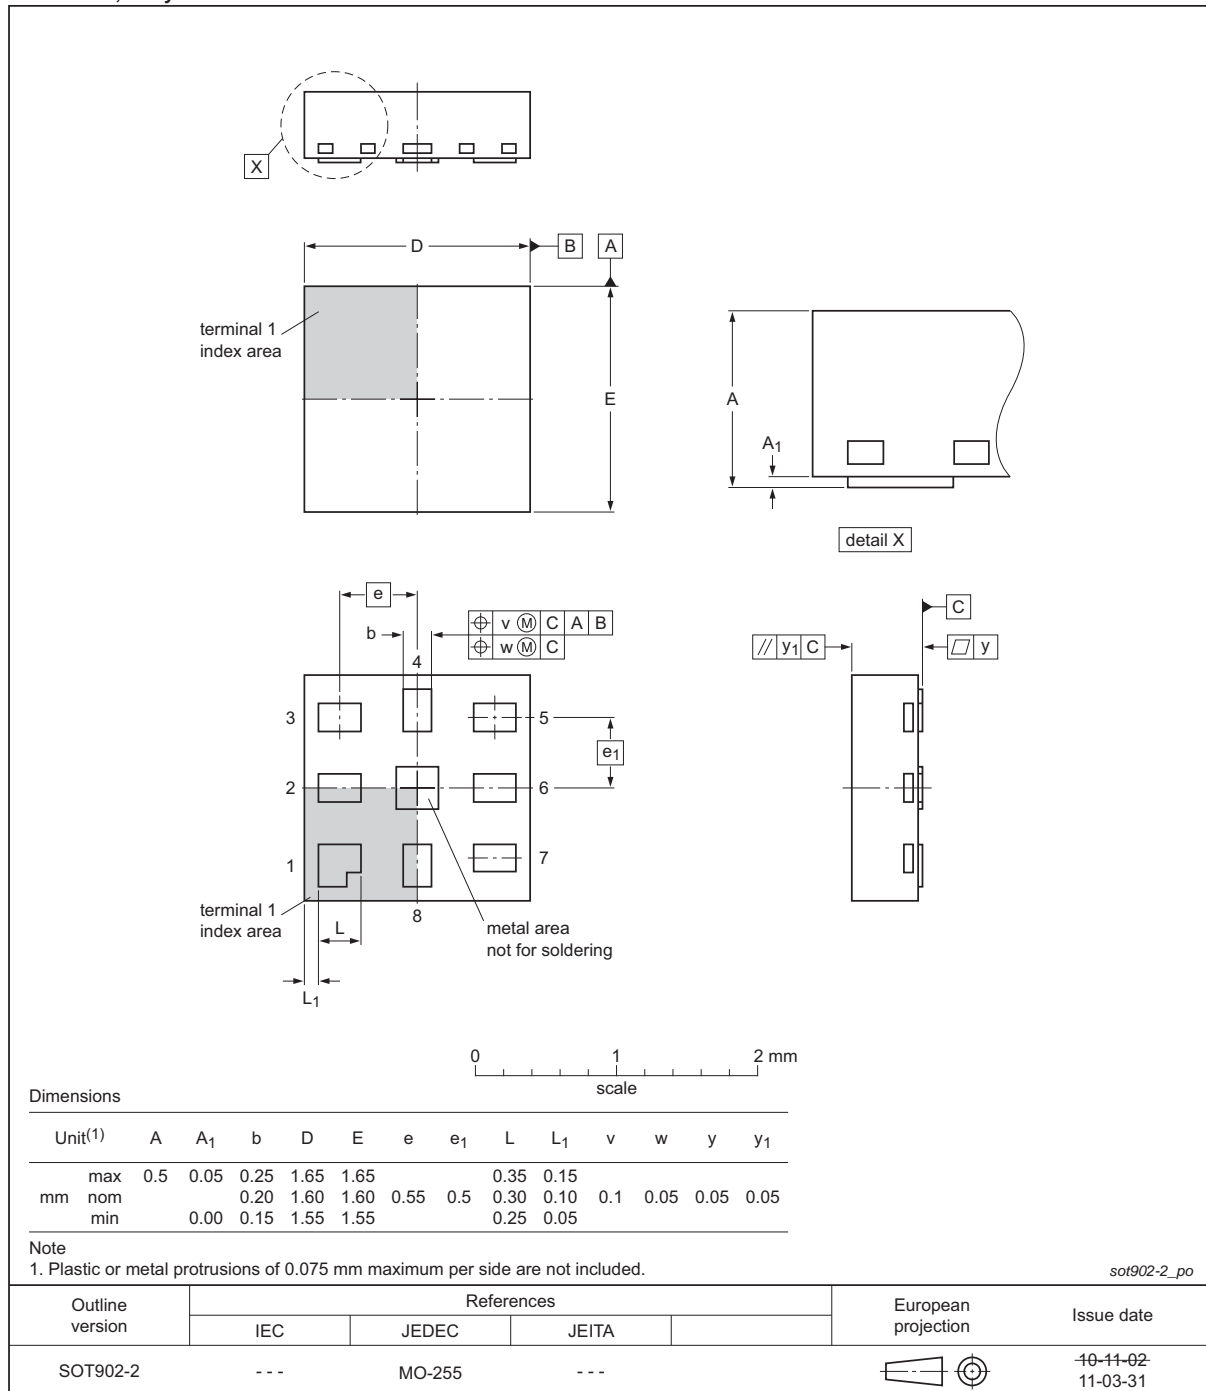 X
D
B
A
terminal 1
index area
E
A
A1
detail X
e
b
v M C A B
w M C
4
3
5
e1
2
6
1
7
terminal 1
index area
8
L
metal area
not for soldering
L1
C
// y1 C
y
0 1 2 mm
scale
Dimensions
Unit(1) A A1 b D E e e1 L L1 v w y y1
max 0.5 0.05 0.25 1.65 1.65 0.35 0.15
mm nom 0.20 1.60 1.60 0.55 0.5 0.30 0.10 0.1 0.05 0.05 0.05
min 0.00 0.15 1.55 1.55 0.25 0.05
Note
1. Plastic or metal protrusions of 0.075 mm maximum per side are not included.
sot902-2_po
Outline version
References
European projection
Issue date
IEC JEDEC JEITA
SOT902-2 - - - MO-255 - - -
10-11-02
11-03-31